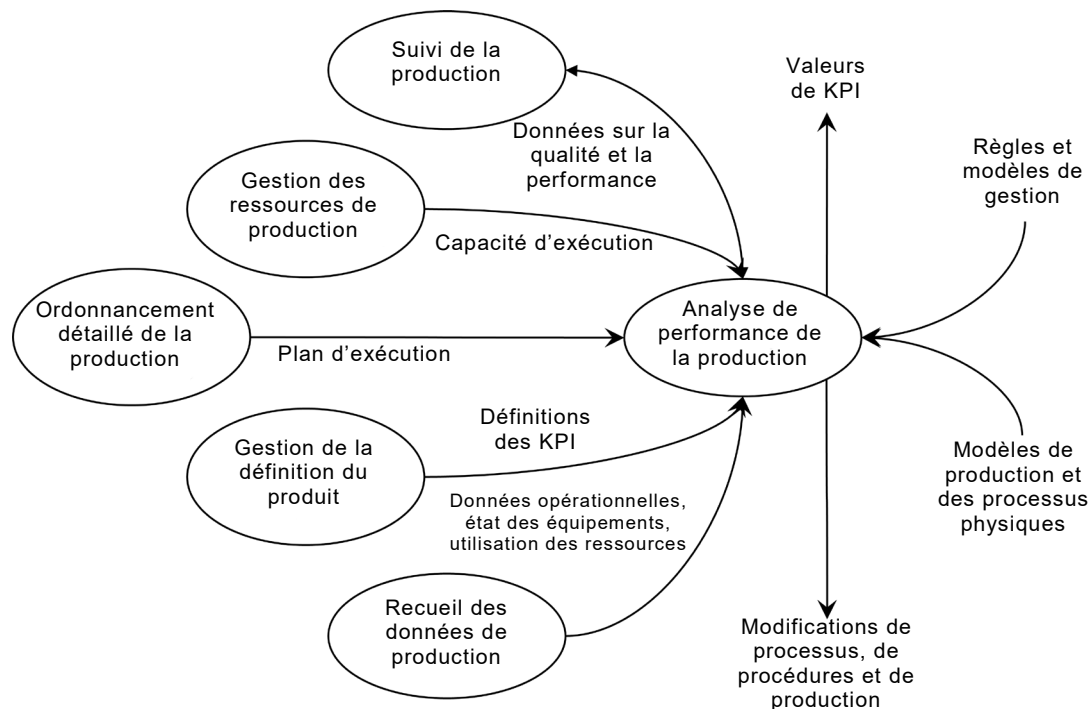 Suivi de la
production
Valeurs
de KPI
Données sur la
qualité et la
performance
Règles et
modèles de
gestion
Gestion des
ressources de
production
Capacité d’exécution
Ordonnancement
détaillé de la
production
Plan d’exécution
Analyse de
performance de
la production
Gestion de la
définition du
produit
Définitions
des KPI
Données opérationnelles,
état des équipements,
utilisation des ressources
Modèles de
production et
des processus
physiques
Recueil des
données de
production
Modifications de
processus, de
procédures et de
production